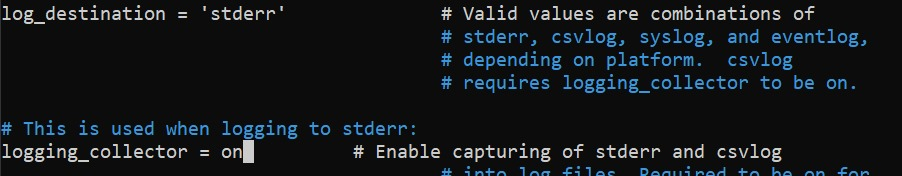 log_destination = 'stderr' # Valid values are combinations of
# stderr, csvlog, syslog, and eventlog,
# depending on platform. csvlog
# requires logging_collector to be on.
# This is used when logging to stderr:
logging_collector = on # Enable capturing of stderr and csvlog
# into log files. Required to be on for